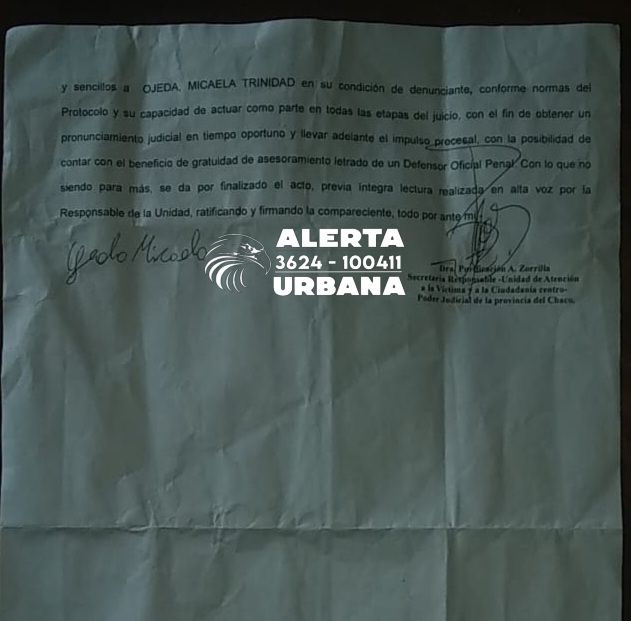 y sencillos a OJEDA, MICAELA TRINIDAD en su condición de denunciante, conforme normas del
Protocolo y su capacidad de actuar como parte en todas las etapas del juicio, con el fin de obtener un
pronunciamiento judicial en tiempo oportuno y llevar adelante el impulso procesal, con la posibilidad de
contar con el beneficio de gratuidad de asesoramiento letrado de un Defensor Oficial Penal. Con lo que no
siendo para más, se da por finalizado el acto, previa integra lectura realizada en alta voz por la
Responsable de la Unidad, ratificando y firmando la compareciente, todo por ante mi.
Micaela
ALERTA
3624 - 100411
URBANA
Dra. Purificación A. Zorrilla
Secretaria Responsable -Unidad de Atención
a la Víctima y a la Ciudadanía centro-
Poder Judicial de la provincia del Chaco.